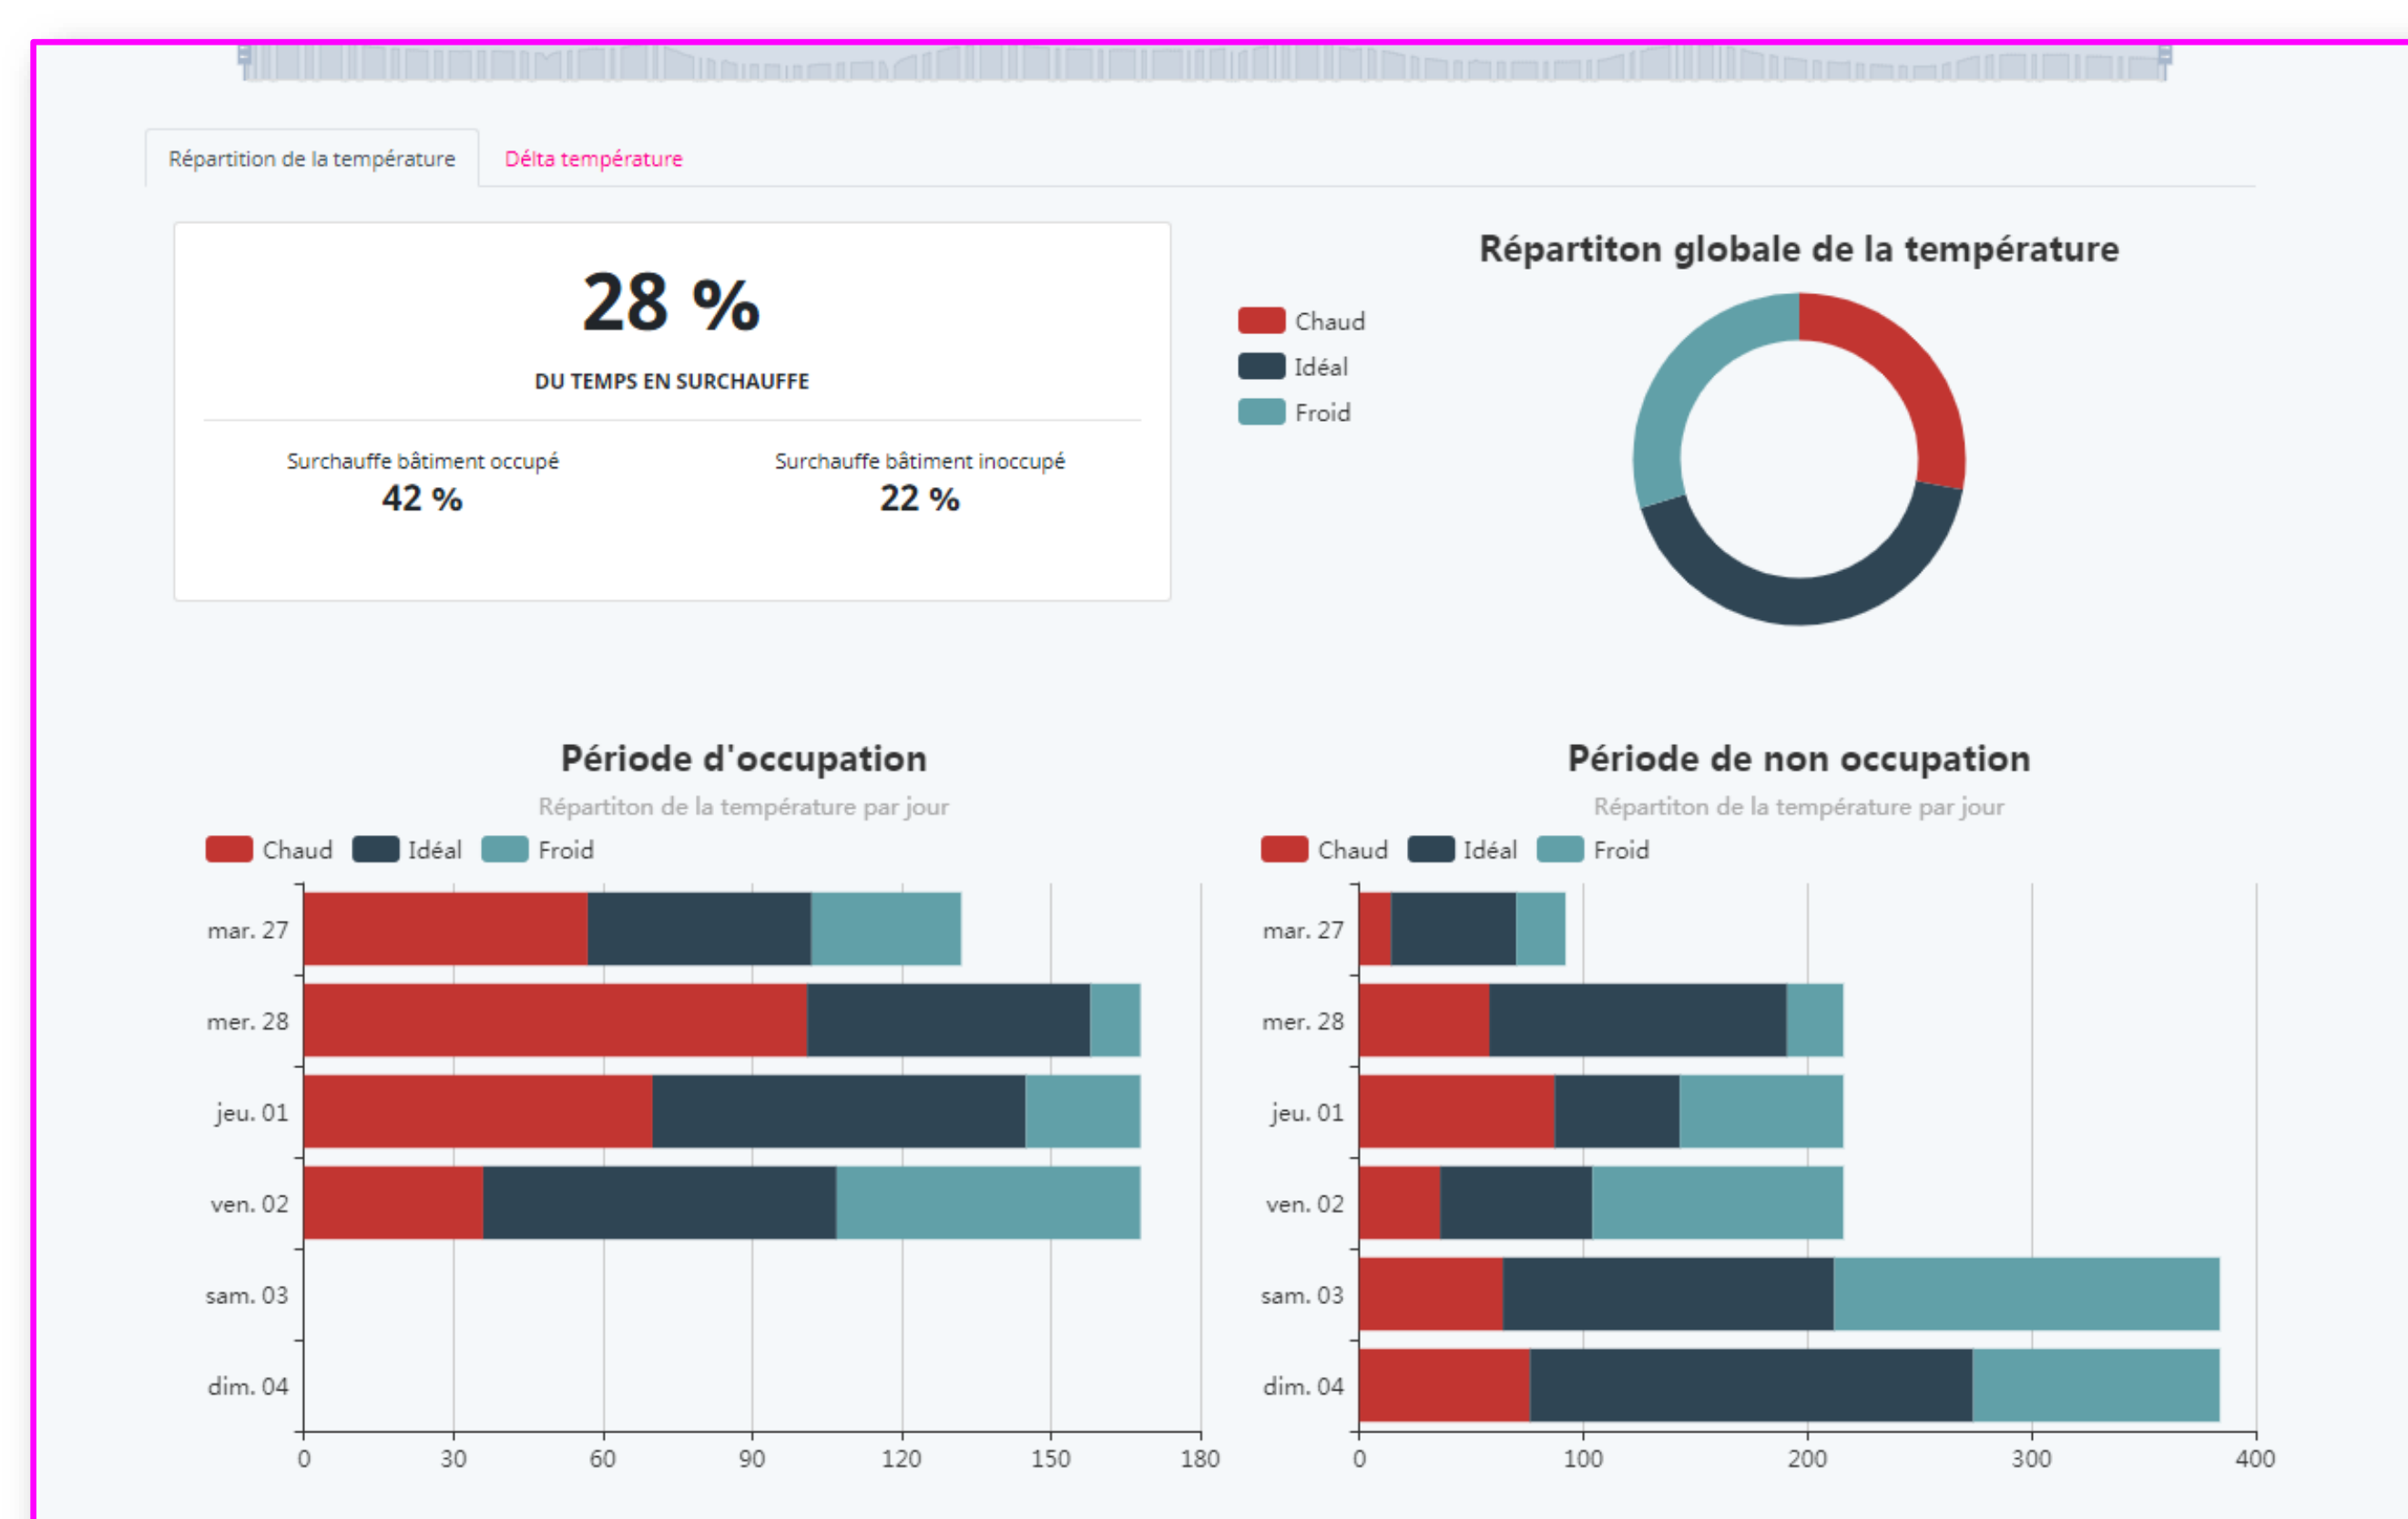 Répartition de la température
Délta température
28 %
DU TEMPS EN SURCHAUFFE
Surchauffe bâtiment occupé
42 %
Surchauffe bâtiment inoccupé
22 %
Répartiton globale de la température
Chaud
Idéal
Froid
Période d'occupation
Répartiton de la température par jour
Chaud Idéal Froid
mar. 27
mer. 28
jeu. 01
ven. 02
sam. 03
dim. 04
0 30 60 90 120 150 180
Période de non occupation
Répartiton de la température par jour
Chaud Idéal Froid
mar. 27
mer. 28
jeu. 01
ven. 02
sam. 03
dim. 04
0 100 200 300 400